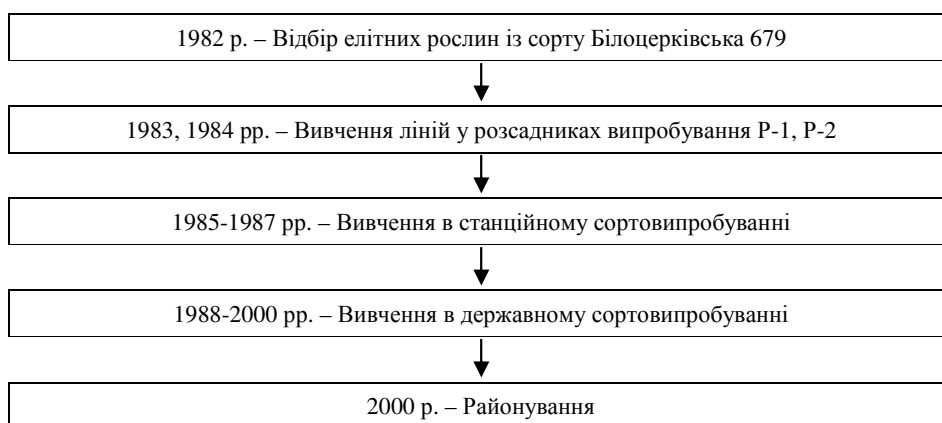 1982 р. – Відбір елітних рослин із сорту Білоцерківська 679
1983, 1984 рр. – Вивчення ліній у розсадниках випробування Р-1, Р-2
1985-1987 рр. – Вивчення в станційному сортовипробуванні
1988-2000 рр. – Вивчення в державному сортовипробуванні
2000 р. – Районування